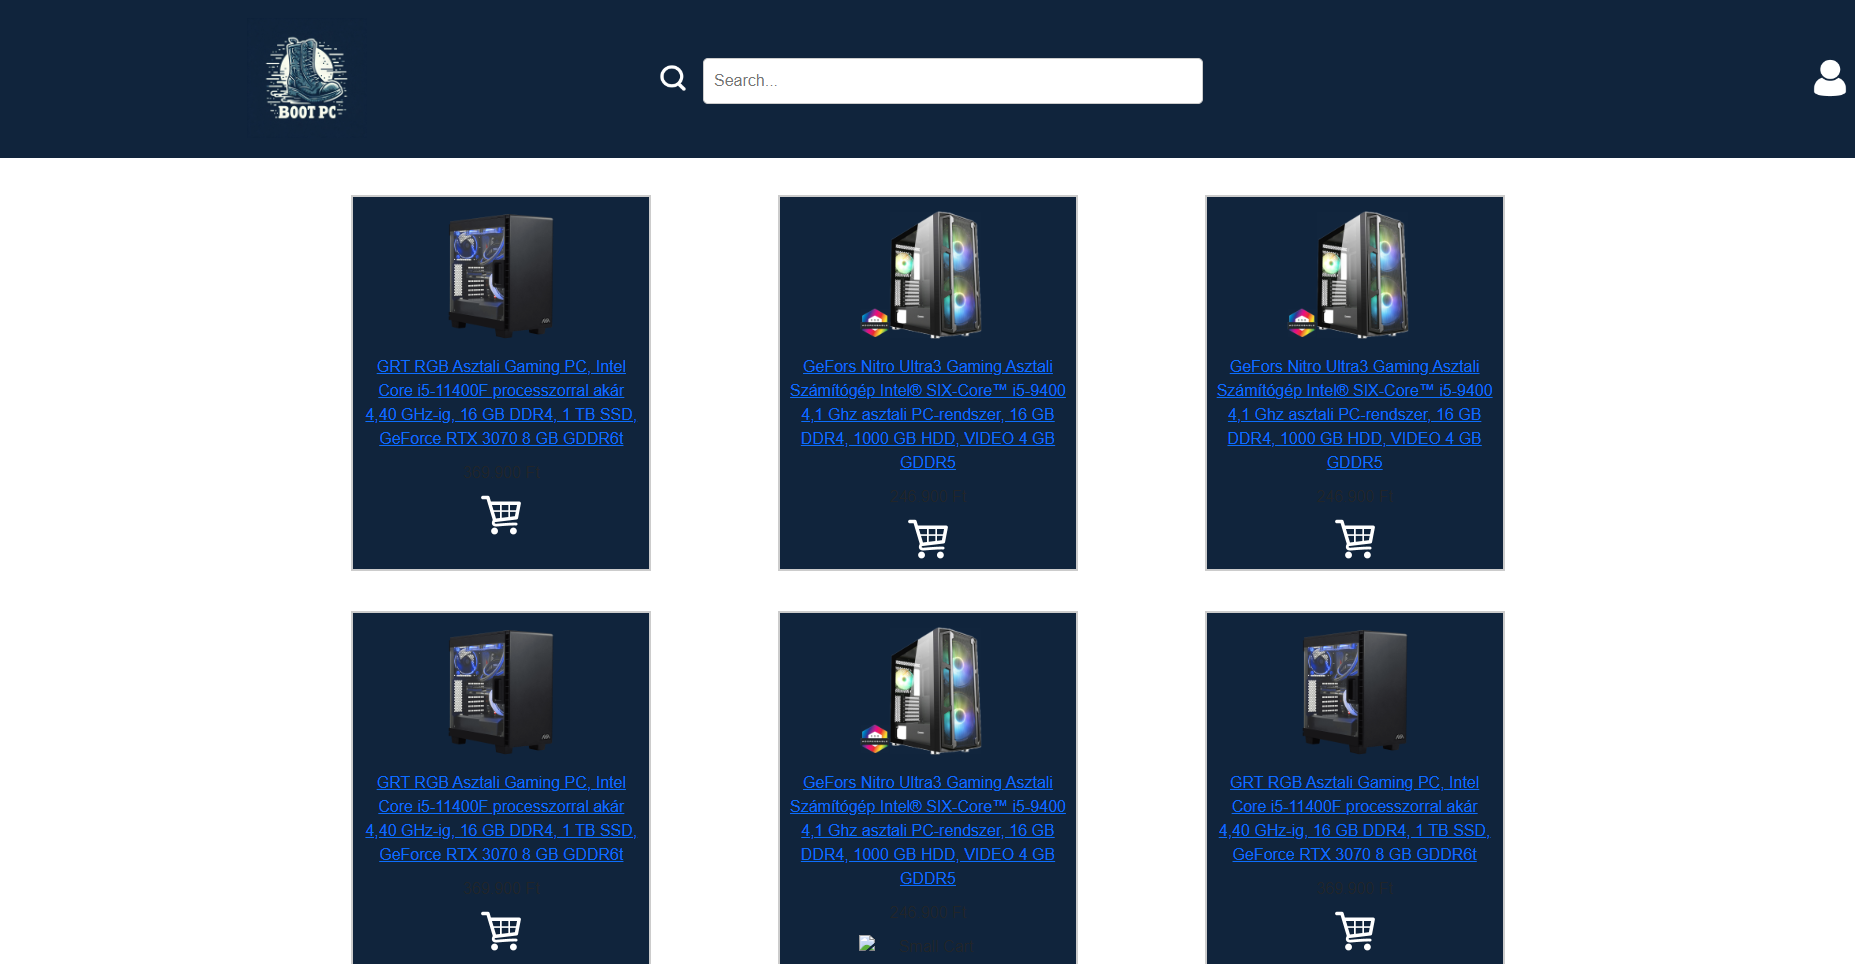 BOOT PC
Search...
GRT RGB Asztali Gaming PC, Intel
Core i5-11400F processzorral akár
4,40 GHz-ig, 16 GB DDR4, 1 TB SSD,
GeForce RTX 3070 8 GB GDDR6t
GeFors Nitro Ultra3 Gaming Asztali
Számítógép Intel® SIX-Core™ i5-9400
4,1 Ghz asztali PC-rendszer, 16 GB
DDR4, 1000 GB HDD, VIDEO 4 GB
GDDR5
GeFors Nitro Ultra3 Gaming Asztali
Számítógép Intel® SIX-Core™ i5-9400
4,1 Ghz asztali PC-rendszer, 16 GB
DDR4, 1000 GB HDD, VIDEO 4 GB
GDDR5
GRT RGB Asztali Gaming PC, Intel
Core i5-11400F processzorral akár
4,40 GHz-ig, 16 GB DDR4, 1 TB SSD,
GeForce RTX 3070 8 GB GDDR6t
GeFors Nitro Ultra3 Gaming Asztali
Számítógép Intel® SIX-Core™ i5-9400
4,1 Ghz asztali PC-rendszer, 16 GB
DDR4, 1000 GB HDD, VIDEO 4 GB
GDDR5
GRT RGB Asztali Gaming PC, Intel
Core i5-11400F processzorral akár
4,40 GHz-ig, 16 GB DDR4, 1 TB SSD,
GeForce RTX 3070 8 GB GDDR6t